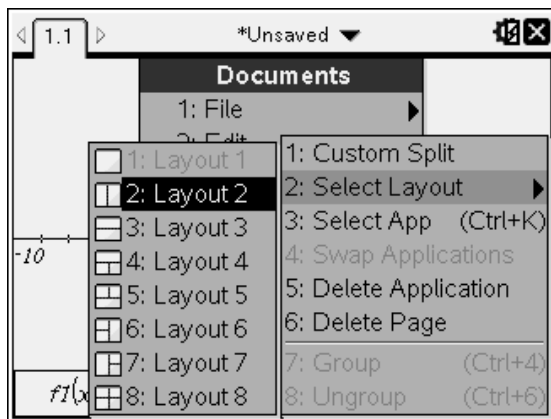 1.1 *Unsaved
Documents
1: File
2: Edit
1: Layout 1
2: Layout 2
3: Layout 3
4: Layout 4
5: Layout 5
6: Layout 6
7: Layout 7
8: Layout 8
1: Custom Split
2: Select Layout
3: Select App (Ctrl+K)
4: Swap Applications
5: Delete Application
6: Delete Page
7: Group (Ctrl+4)
8: Ungroup (Ctrl+6)
-10
f1(x